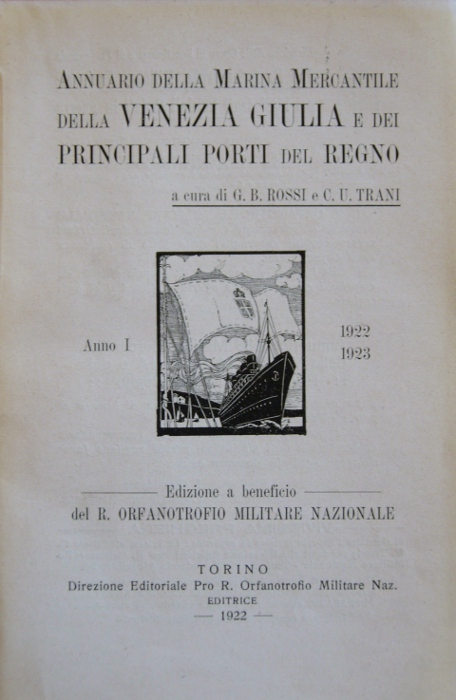 ANNUARIO DELLA MARINA MERCANTILE
DELLA VENEZIA GIULIA E DEI
PRINCIPALI PORTI DEL REGNO
a cura di G. B. ROSSI e C. U. TRANI
Anno I
1922
1923
Edizione a beneficio
del R. ORFANOTROFIO MILITARE NAZIONALE
TORINO
Direzione Editoriale Pro R. Orfanotrofio Militare Naz.
EDITRICE
— 1922 —